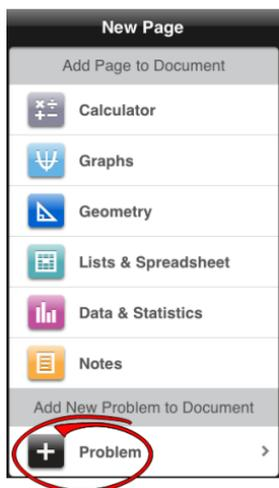 New Page
Add Page to Document
Calculator
Graphs
Geometry
Lists & Spreadsheet
Data & Statistics
Notes
Add New Problem to Document
Problem